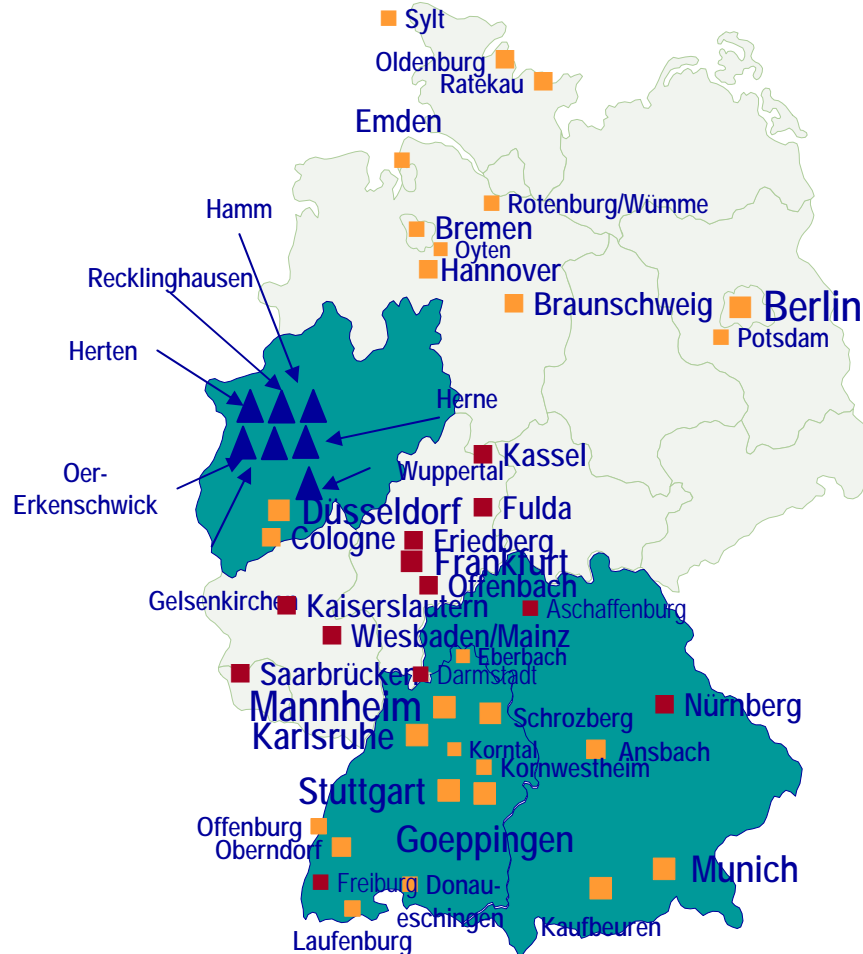 Sylt
Oldenburg
Ratekau
Emden
Rotenburg/Wümme
Hamm
Bremen
Oyten
Hannover
Recklinghausen
Braunschweig
Berlin
Potsdam
Herten
Herne
Kassel
Wuppertal
Oer-
Erkenschwick
Düsseldorf
Fulda
Cologne
Friedberg
Frankfurt
Offenbach
Gelsenkirchen
Kaiserslautern
Aschaffenburg
Wiesbaden/Mainz
Eberbach
Saarbrücken
Darmstadt
Mannheim
Schrozberg
Nürnberg
Karlsruhe
Korntal
Ansbach
Kornwestheim
Stuttgart
Offenburg
Oberndorf
Goeppingen
Munich
Freiburg
Donau-
eschingen
Kaufbeuren
Laufenburg